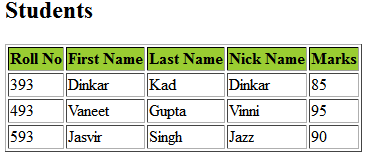 Students
Roll No First Name Last Name Nick Name Marks
393 Dinkar Kad Dinkar 85
493 Vaneet Gupta Vinni 95
593 Jasvir Singh Jazz 90